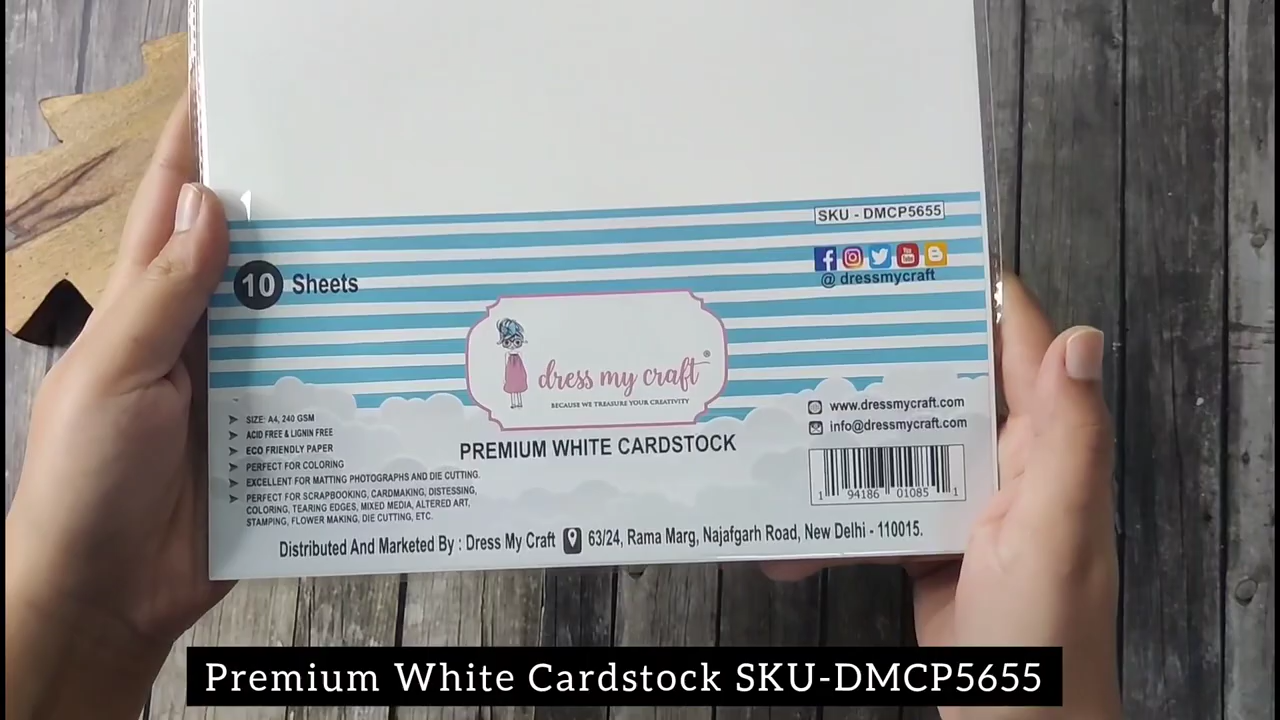 SKU - DMCP5655
10 Sheets
@ dressmycraft
dress my craft®
BECAUSE WE TREASURE YOUR CREATIVITY
SIZE: A4, 240 GSM
ACID FREE & LIGNIN FREE
ECO FRIENDLY PAPER
PERFECT FOR COLORING
EXCELLENT FOR MATTING PHOTOGRAPHS AND DIE CUTTING.
PERFECT FOR SCRAPBOOKING, CARDMAKING, DISTESSING,
COLORING, TEARING EDGES, MIXED MEDIA, ALTERED ART,
STAMPING, FLOWER MAKING, DIE CUTTING, ETC.
PREMIUM WHITE CARDSTOCK
www.dressmycraft.com
info@dressmycraft.com
1 94186 01085 1
Distributed And Marketed By : Dress My Craft 63/24, Rama Marg, Najafgarh Road, New Delhi - 110015.
Premium White Cardstock SKU-DMCP5655